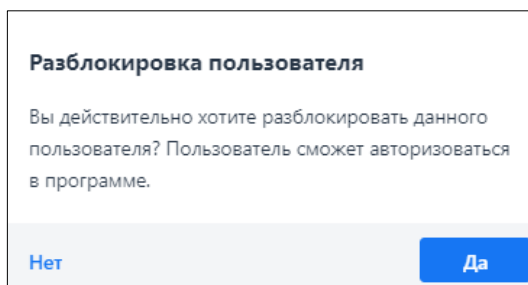 Разблокировка пользователя
Вы действительно хотите разблокировать данного
пользователя? Пользователь сможет авторизоваться
в программе.
Нет
Да